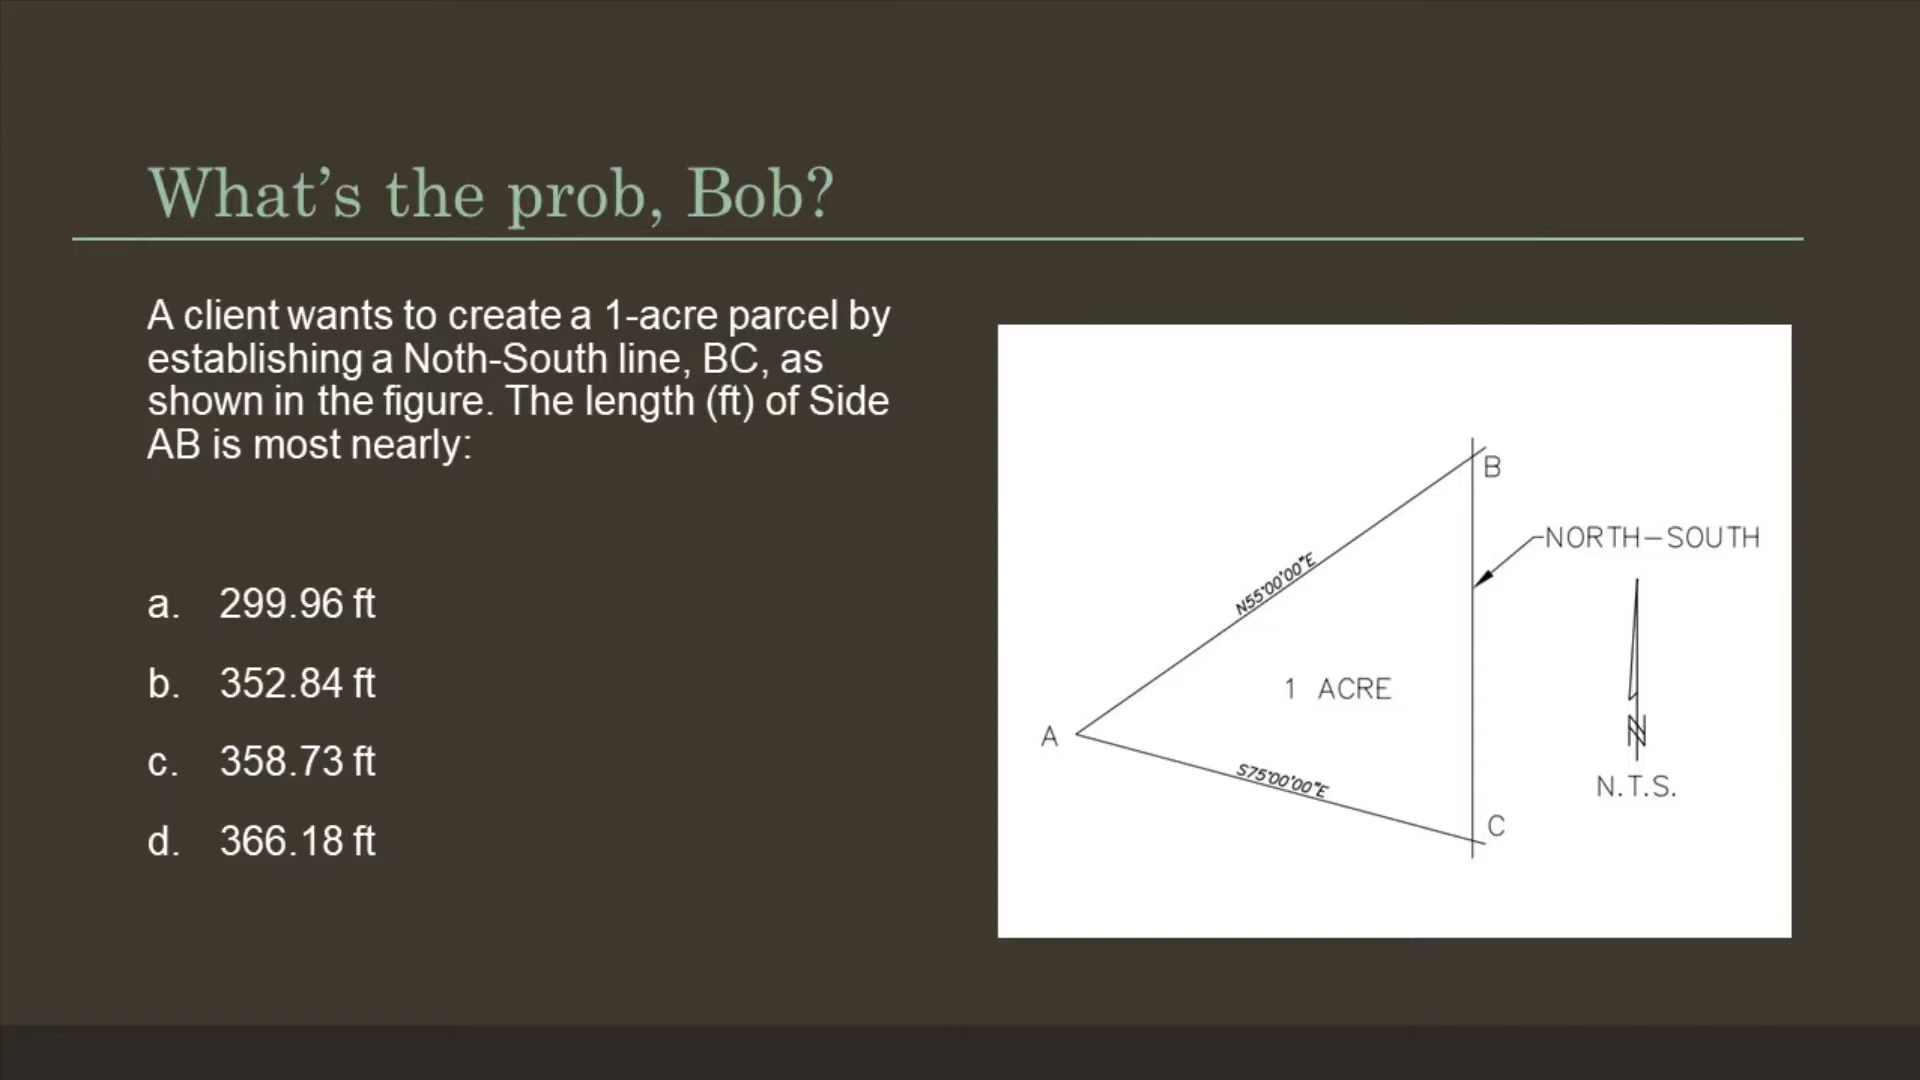 What’s the prob, Bob?
A client wants to create a 1-acre parcel by
establishing a Noth-South line, BC, as
shown in the figure. The length (ft) of Side
AB is most nearly:
a. 299.96 ft
b. 352.84 ft
c. 358.73 ft
d. 366.18 ft
B
NORTH-SOUTH
N55°00'00"E
1 ACRE
A
N
S75°00'00"E
N.T.S.
C